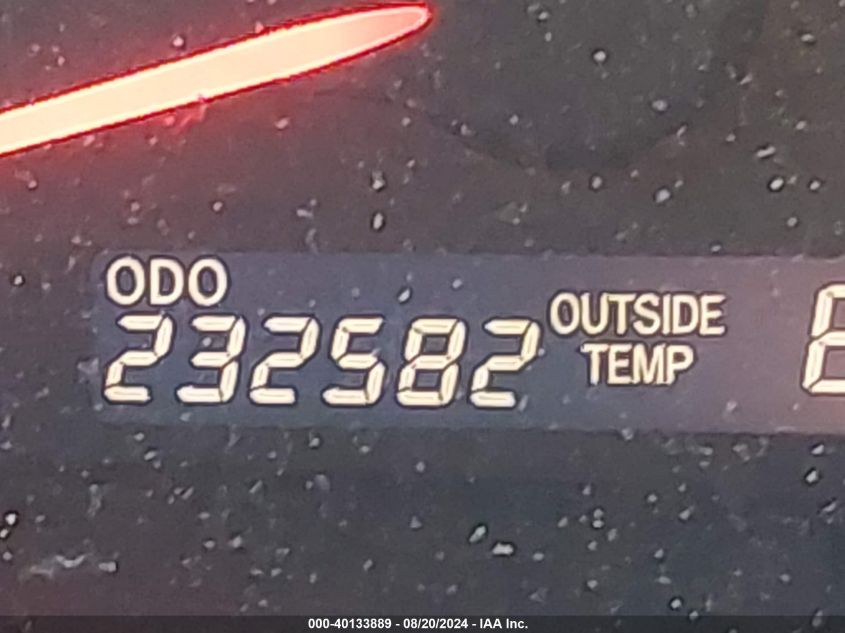 ODO
232582
OUTSIDE
TEMP
000-40133889 - 08/20/2024 - IAA Inc.